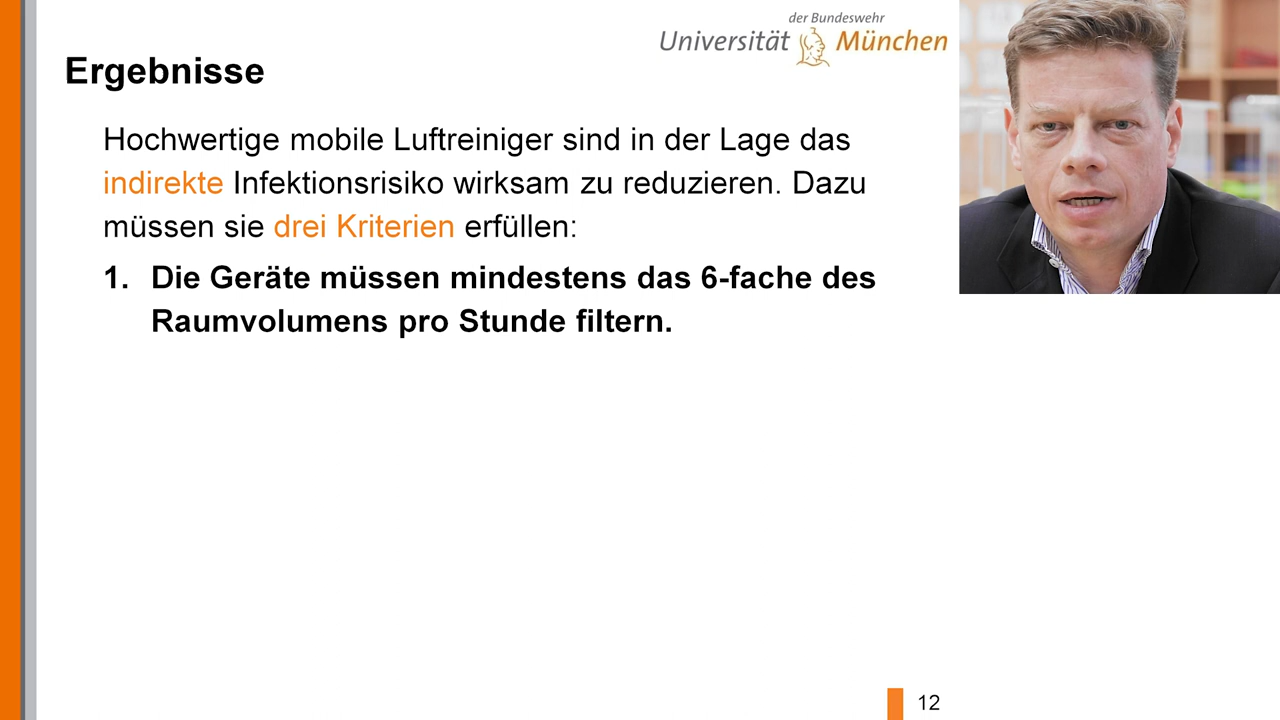 der Bundeswehr
Universität München
Ergebnisse
Hochwertige mobile Luftreiniger sind in der Lage das
indirekte Infektionsrisiko wirksam zu reduzieren. Dazu
müssen sie drei Kriterien erfüllen:
1. Die Geräte müssen mindestens das 6-fache des
Raumvolumens pro Stunde filtern.
12